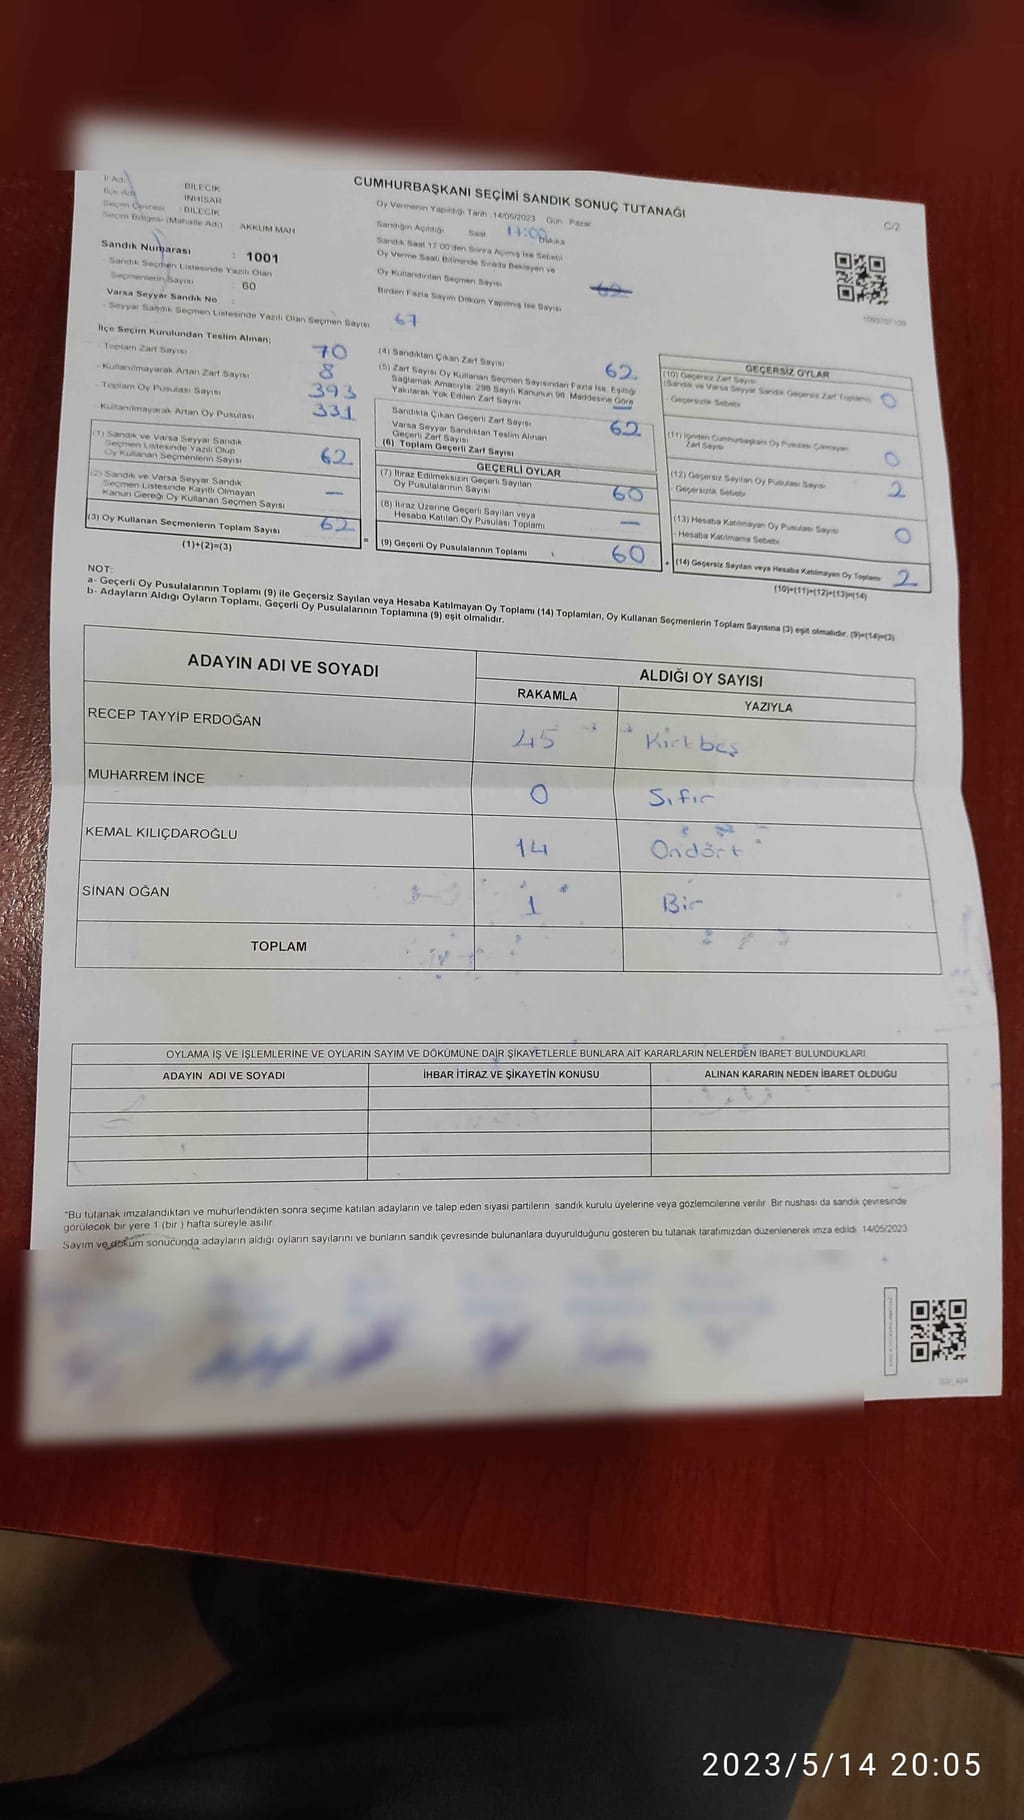 CUMHURBAŞKANI SEÇİMİ SANDIK SONUÇ TUTANAĞI
C/2
İl Adı BİLECİK
İlçe Adı İNHİSAR
Seçim Çevresi : BİLECİK
Seçim Bölgesi (Mahalle Adı) AKKUM MAH
Sandık Numarası : 1001
- Sandık Seçmen Listesinde Yazılı Olan
Seçmenlerin Sayısı : 60
Varsa Seyyar Sandık No :
- Seyyar Sandık Seçmen Listesinde Yazılı Olan Seçmen Sayısı
Oy Vermenin Yapıldığı Tarih :14/05/2023 Gün : Pazar
Sandığın Açıldığı Saat 17:00 Dakika
Sandık Saat 17:00'den Sonra Açılmış İse Sebebi
Oy Verme Saati Bitiminde Sırada Bekleyen ve
Oy Kullandırılan Seçmen Sayısı
62
Birden Fazla Sayım Döküm Yapılmış İse Sayısı
67
İlçe Seçim Kurulundan Teslim Alınan;
- Toplam Zarf Sayısı 70
- Kullanılmayarak Artan Zarf Sayısı 8
- Toplam Oy Pusulası Sayısı 393
Kullanılmayarak Artan Oy Pusulası 331
(1) Sandık ve Varsa Seyyar Sandık
Seçmen Listesinde Yazılı Olup
Oy Kullanan Seçmenlerin Sayısı 62
(2) Sandık ve Varsa Seyyar Sandık
Seçmen Listesinde Kayıtlı Olmayan
Kanun Gereği Oy Kullanan Seçmen Sayısı —
(3) Oy Kullanan Seçmenlerin Toplam Sayısı 62
(1)+(2)=(3)
(4) Sandıktan Çıkan Zarf Sayısı 62
(5) Zarf Sayısı Oy Kullanan Seçmen Sayısından Fazla İse, Eşitliği
Sağlamak Amacıyla, 298 Sayılı Kanunun 98. Maddesine Göre
Yakılarak Yok Edilen Zarf Sayısı —
Sandıkta Çıkan Geçerli Zarf Sayısı 62
Varsa Seyyar Sandıktan Teslim Alınan
Geçerli Zarf Sayısı
(6) Toplam Geçerli Zarf Sayısı
GEÇERLİ OYLAR
(7) İtiraz Edilmeksizin Geçerli Sayılan
Oy Pusulalarının Sayısı 60
(8) İtiraz Üzerine Geçerli Sayılan veya
Hesaba Katılan Oy Pusulası Toplamı —
= (9) Geçerli Oy Pusulalarının Toplamı 60
GEÇERSİZ OYLAR
(10) Geçersiz Zarf Sayısı
(Sandık ve Varsa Seyyar Sandık Geçersiz Zarf Toplamı) 0
- Geçersizlik Sebebi
(11) İçinden Cumhurbaşkanı Oy Pusulası Çıkmayan
Zarf Sayısı 0
(12) Geçersiz Sayılan Oy Pusulası Sayısı 2
- Geçersizlik Sebebi
(13) Hesaba Katılmayan Oy Pusulası Sayısı 0
- Hesaba Katılmama Sebebi
+ (14) Geçersiz Sayılan veya Hesaba Katılmayan Oy Toplamı 2
(10)+(11)+(12)+(13)=(14)
NOT:
a- Geçerli Oy Pusulalarının Toplamı (9) ile Geçersiz Sayılan veya Hesaba Katılmayan Oy Toplamı (14) Toplamları, Oy Kullanan Seçmenlerin Toplam Sayısına (3) eşit olmalıdır. (9)+(14)=(3)
b- Adayların Aldığı Oyların Toplamı, Geçerli Oy Pusulalarının Toplamına (9) eşit olmalıdır.
ADAYIN ADI VE SOYADI ALDIĞI OY SAYISI
RAKAMLA YAZIYLA
RECEP TAYYİP ERDOĞAN 45 Kırkbeş
MUHARREM İNCE 0 Sıfır
KEMAL KILIÇDAROĞLU 14 Ondört
SİNAN OĞAN 1 Bir
TOPLAM
OYLAMA İŞ VE İŞLEMLERİNE VE OYLARIN SAYIM VE DÖKÜMÜNE DAİR ŞİKAYETLERLE BUNLARA AİT KARARLARIN NELERDEN İBARET BULUNDUKLARI
ADAYIN ADI VE SOYADI İHBAR İTİRAZ VE ŞİKAYETİN KONUSU ALINAN KARARIN NEDEN İBARET OLDUĞU
*Bu tutanak imzalandıktan ve mühürlendikten sonra seçime katılan adayların ve talep eden siyasi partilerin sandık kurulu üyelerine veya gözlemcilerine verilir. Bir nushası da sandık çevresinde
görülecek bir yere 1 (bir ) hafta süreyle asılır.
Sayım ve döküm sonucunda adayların aldığı oyların sayılarını ve bunların sandık çevresinde bulunanlara duyurulduğunu gösteren bu tutanak tarafımızdan düzenlenerek imza edildi. 14/05/2023
2023/5/14 20:05